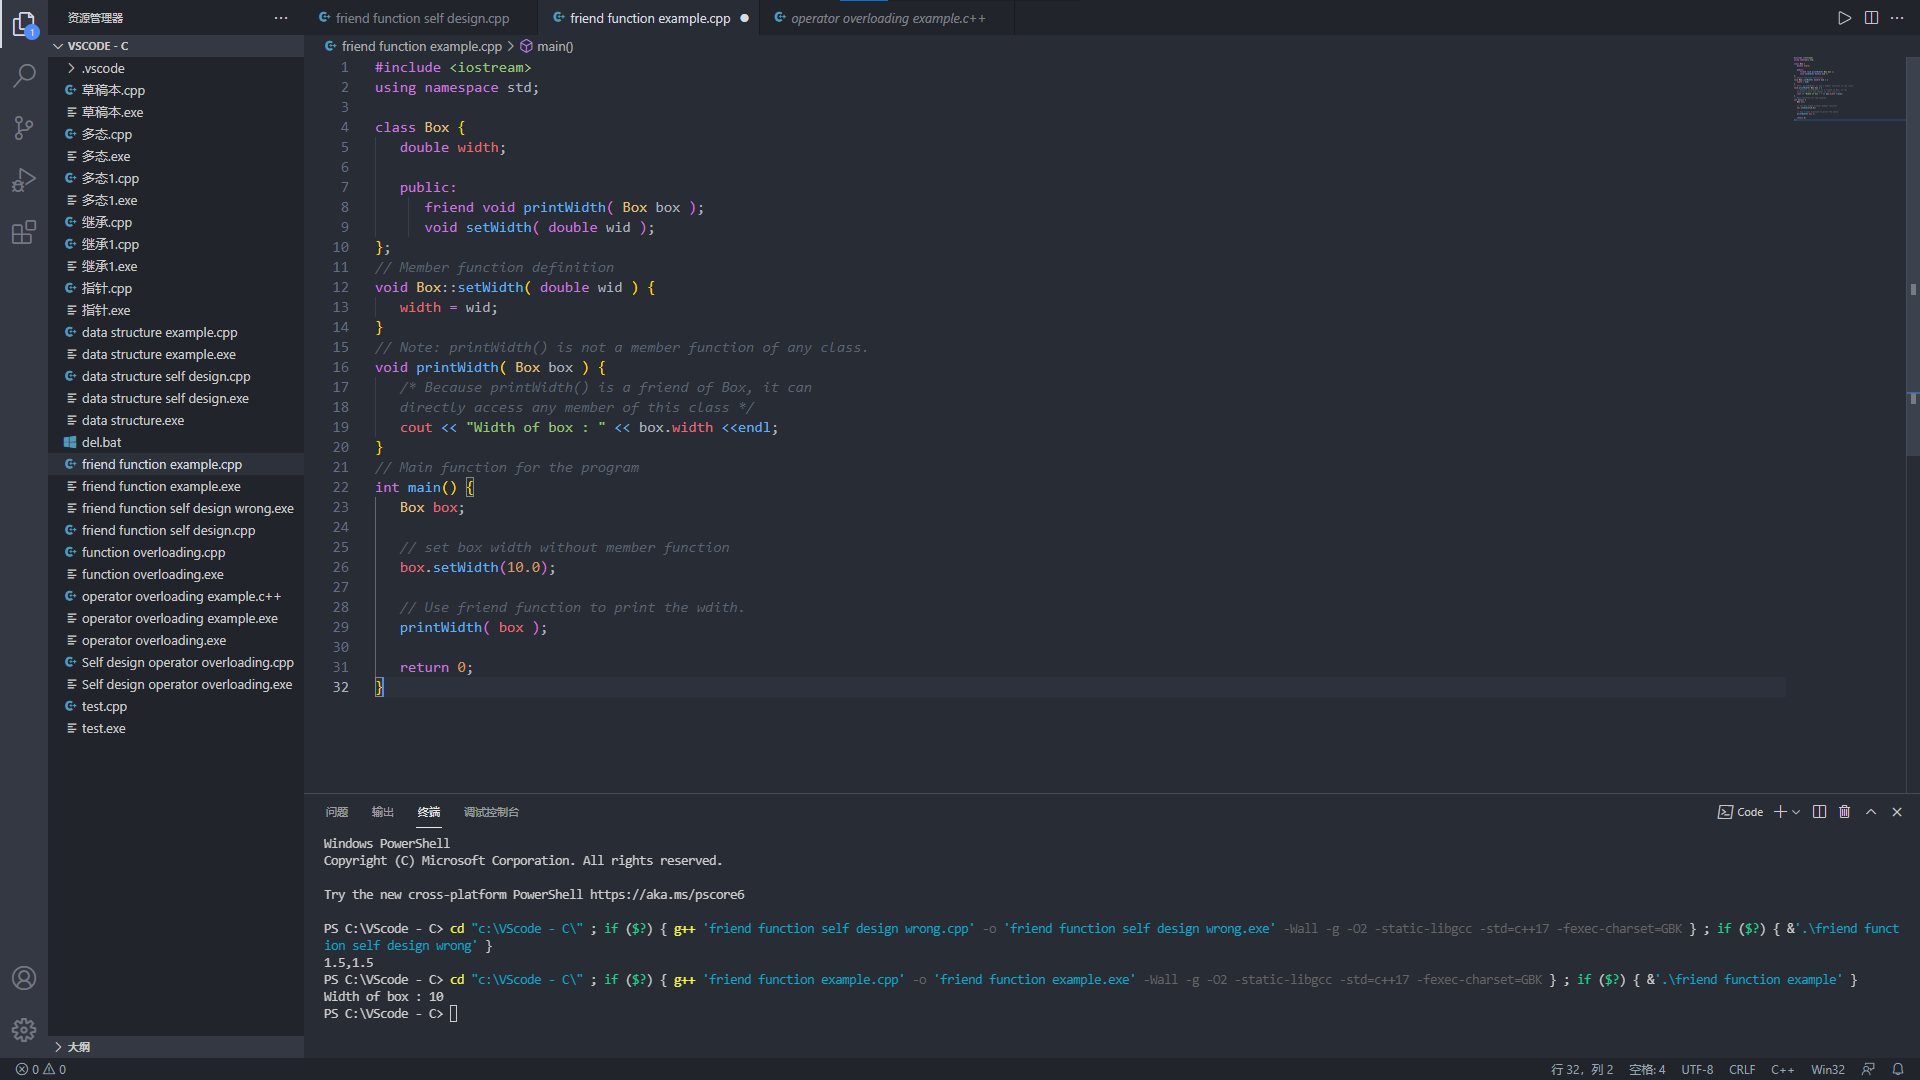 资源管理器
friend function self design.cpp
friend function example.cpp
operator overloading example.c++
1
VSCODE - C
.vscode
草稿本.cpp
草稿本.exe
多态.cpp
多态.exe
多态1.cpp
多态1.exe
继承.cpp
继承1.cpp
继承1.exe
指针.cpp
指针.exe
data structure example.cpp
data structure example.exe
data structure self design.cpp
data structure self design.exe
data structure.exe
del.bat
friend function example.cpp
friend function example.exe
friend function self design wrong.exe
friend function self design.cpp
function overloading.cpp
function overloading.exe
operator overloading example.c++
operator overloading example.exe
operator overloading.exe
Self design operator overloading.cpp
Self design operator overloading.exe
test.cpp
test.exe
大纲
friend function example.cpp > main()
1 #include <iostream>
2 using namespace std;
3
4 class Box {
5 double width;
6
7 public:
8 friend void printWidth( Box box );
9 void setWidth( double wid );
10 };
11 // Member function definition
12 void Box::setWidth( double wid ) {
13 width = wid;
14 }
15 // Note: printWidth() is not a member function of any class.
16 void printWidth( Box box ) {
17 /* Because printWidth() is a friend of Box, it can
18 directly access any member of this class */
19 cout << "Width of box : " << box.width <<endl;
20 }
21 // Main function for the program
22 int main() {
23 Box box;
24
25 // set box width without member function
26 box.setWidth(10.0);
27
28 // Use friend function to print the wdith.
29 printWidth( box );
30
31 return 0;
32 }
问题 输出 终端 调试控制台
Code
Windows PowerShell
Copyright (C) Microsoft Corporation. All rights reserved.
Try the new cross-platform PowerShell https://aka.ms/pscore6
PS C:\VScode - C> cd "c:\VScode - C\" ; if ($?) { g++ 'friend function self design wrong.cpp' -o 'friend function self design wrong.exe' -Wall -g -O2 -static-libgcc -std=c++17 -fexec-charset=GBK } ; if ($?) { &'.\friend funct
ion self design wrong' }
1.5,1.5
PS C:\VScode - C> cd "c:\VScode - C\" ; if ($?) { g++ 'friend function example.cpp' -o 'friend function example.exe' -Wall -g -O2 -static-libgcc -std=c++17 -fexec-charset=GBK } ; if ($?) { &'.\friend function example' }
Width of box : 10
PS C:\VScode - C>
0 0
行 32，列 2 空格: 4 UTF-8 CRLF C++ Win32